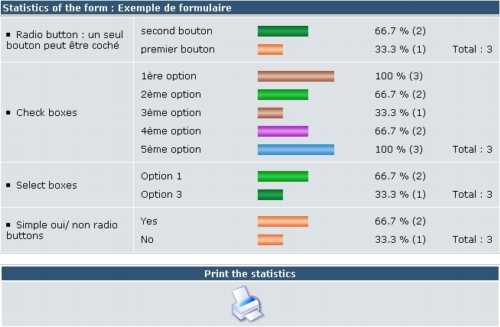 Statistics of the form : Exemple de formulaire
Radio button : un seul bouton peut être coché
second bouton 66.7 % (2)
premier bouton 33.3 % (1) Total : 3
Check boxes
1ère option 100 % (3)
2ème option 66.7 % (2)
3ème option 33.3 % (1)
4ème option 66.7 % (2)
5ème option 100 % (3) Total : 3
Select boxes
Option 1 66.7 % (2)
Option 3 33.3 % (1) Total : 3
Simple oui/ non radio buttons
Yes 66.7 % (2)
No 33.3 % (1) Total : 3
Print the statistics